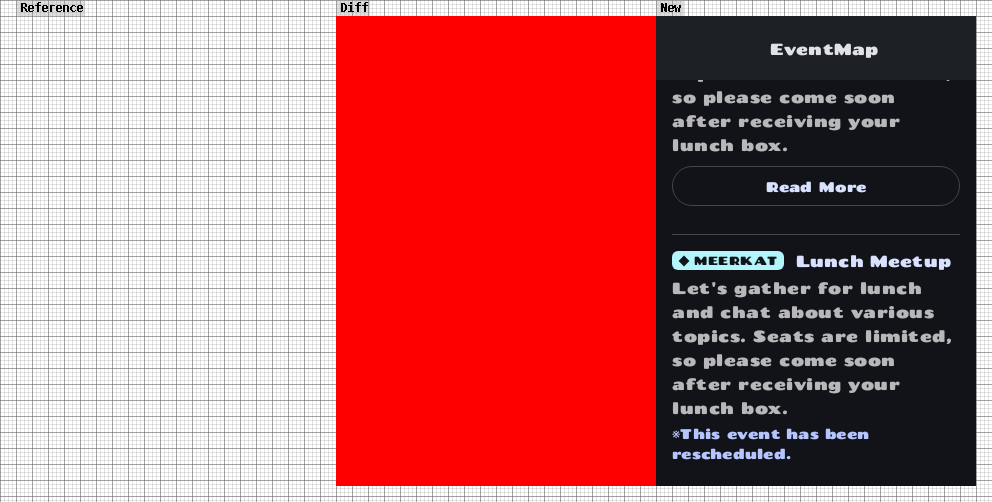 Reference
Diff
New
EventMap
so please come soon
after receiving your
lunch box.
Read More
◆ MEERKAT Lunch Meetup
Let's gather for lunch
and chat about various
topics. Seats are limited,
so please come soon
after receiving your
lunch box.
※This event has been
rescheduled.